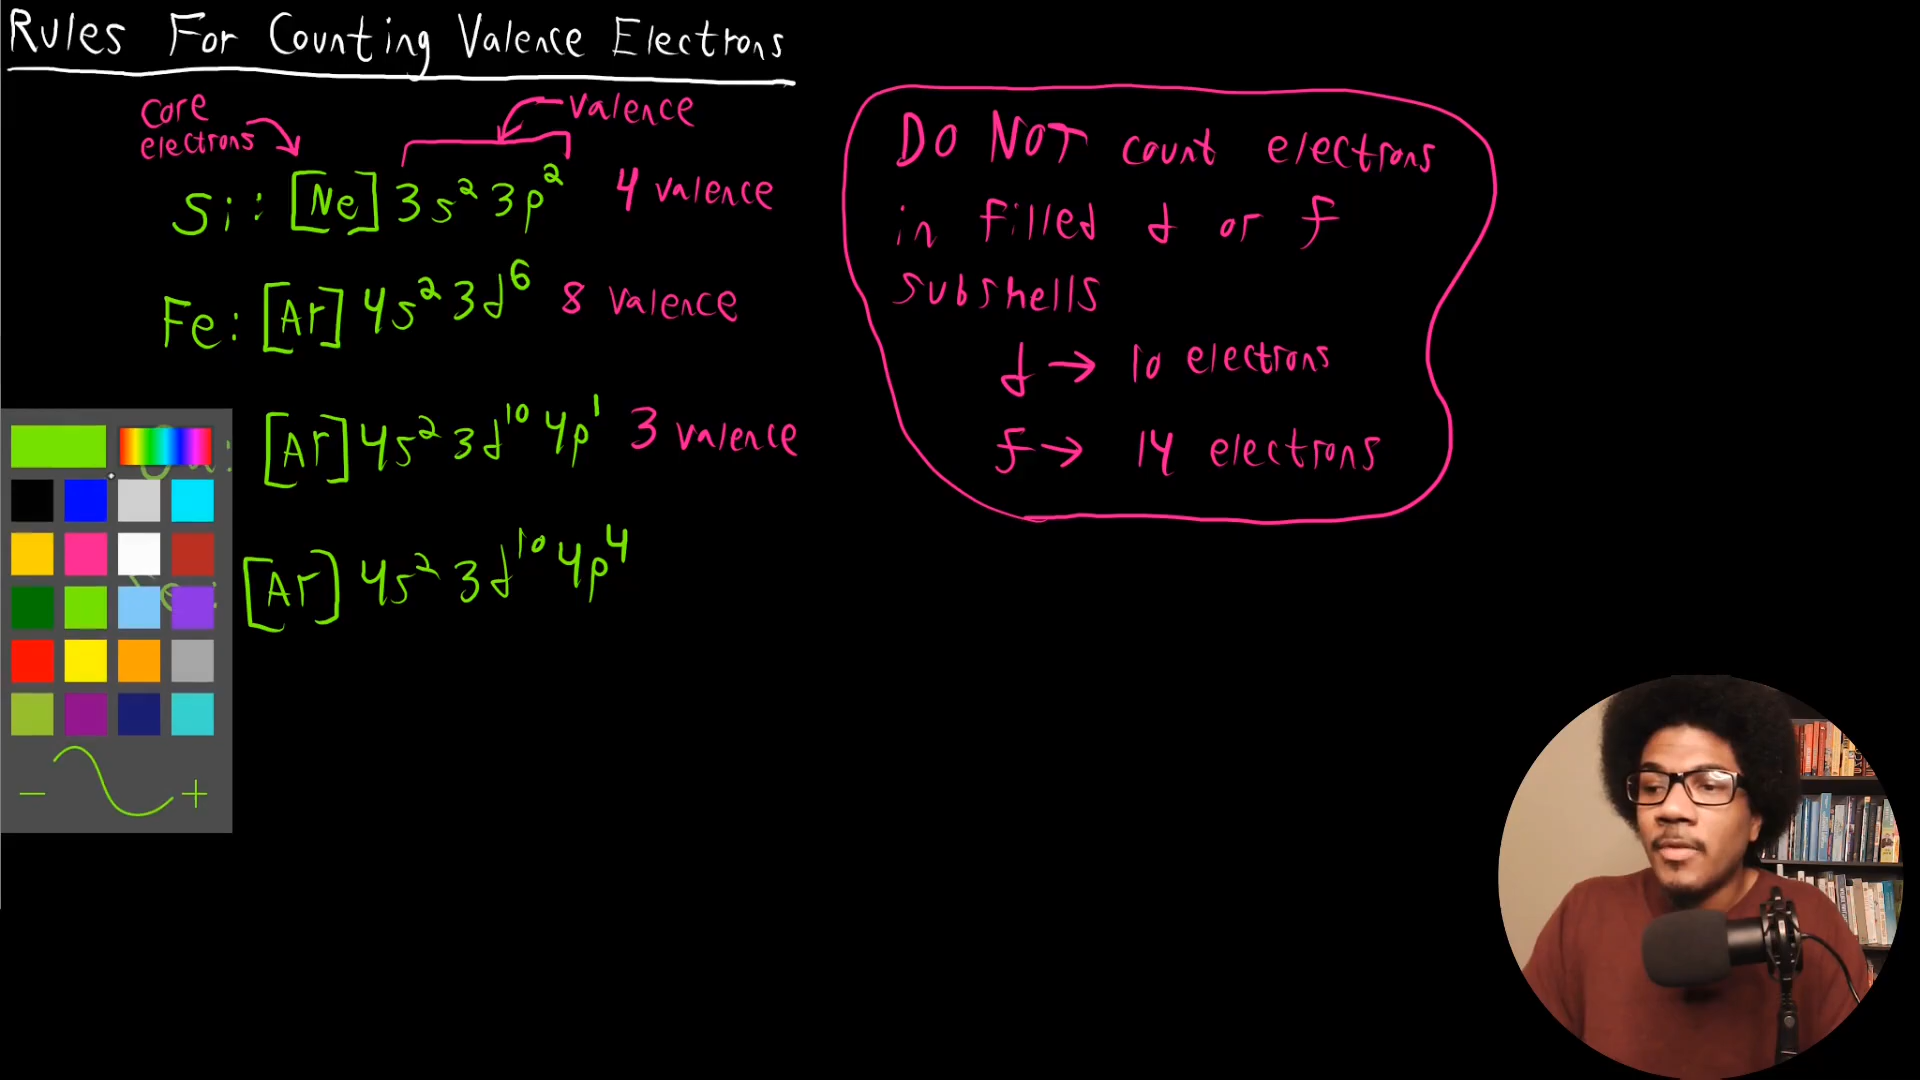 Rules For Counting Valence Electrons
core
electrons
valence
Si: [Ne] 3s² 3p² 4 valence
Fe: [Ar] 4s² 3d⁶ 8 valence
[Ar] 4s² 3d¹⁰ 4p¹ 3 valence
[Ar] 4s² 3d¹⁰ 4p⁴
DO NOT count electrons
in filled d or f
subshells
d → 10 electrons
f → 14 electrons